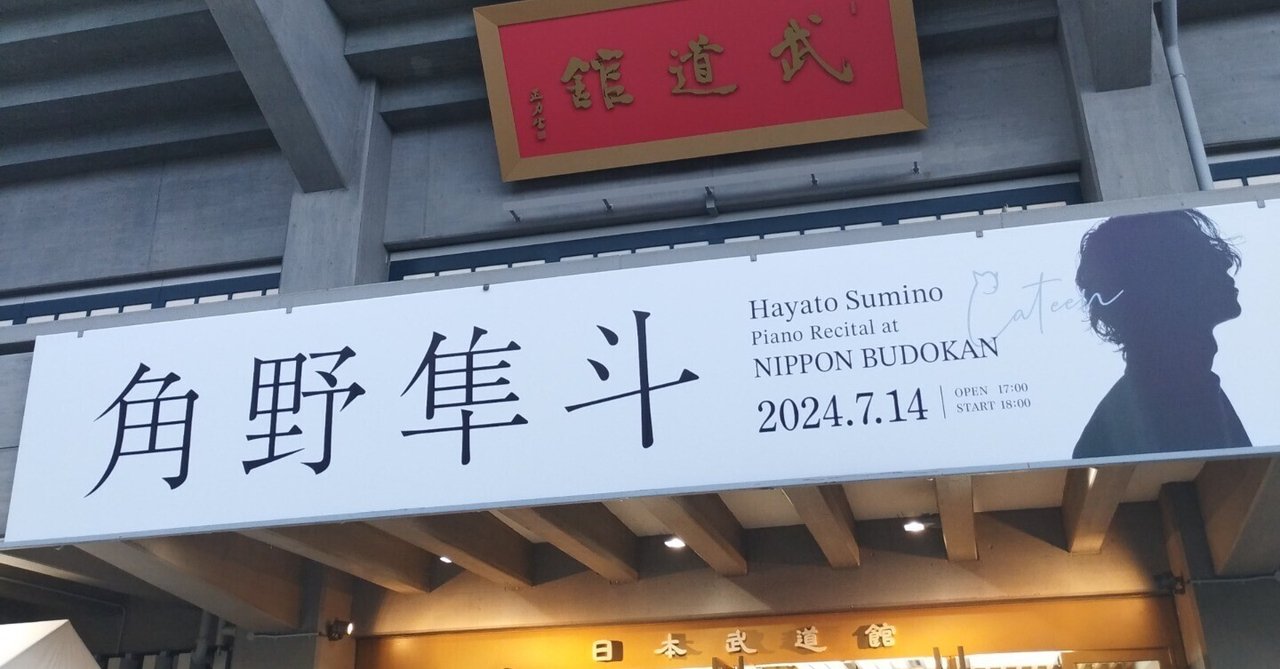 武道館
角野隼斗
Hayato Sumino
Piano Recital at
NIPPON BUDOKAN
2024.7.14
OPEN 17:00
START 18:00
Cateen
日本武道館